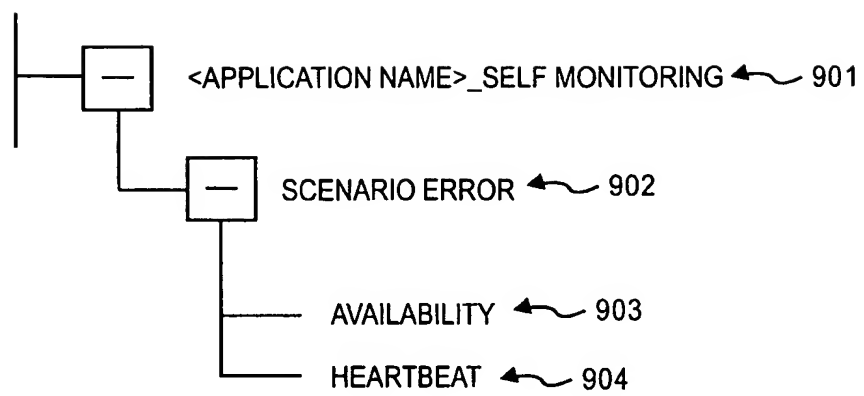 <APPLICATION NAME>_SELF MONITORING 901
SCENARIO ERROR 902
AVAILABILITY 903
HEARTBEAT 904